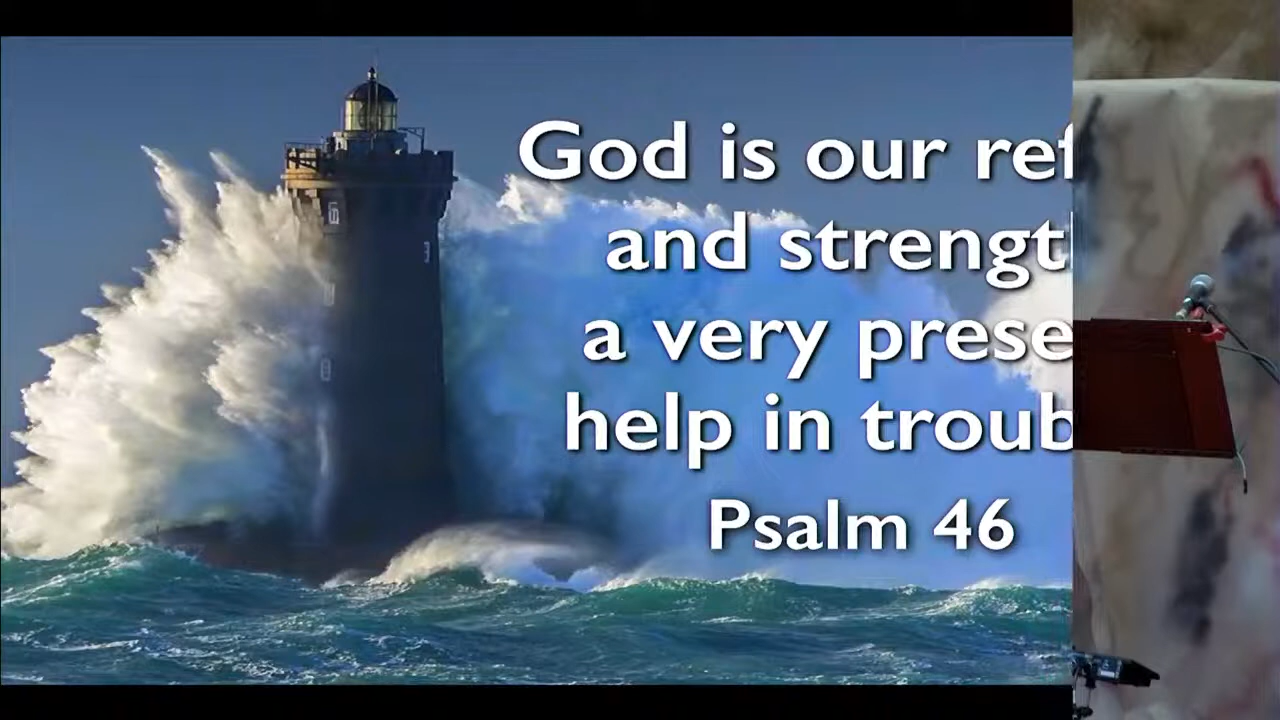 God is our ref
and strengt
a very prese
help in troub
Psalm 46